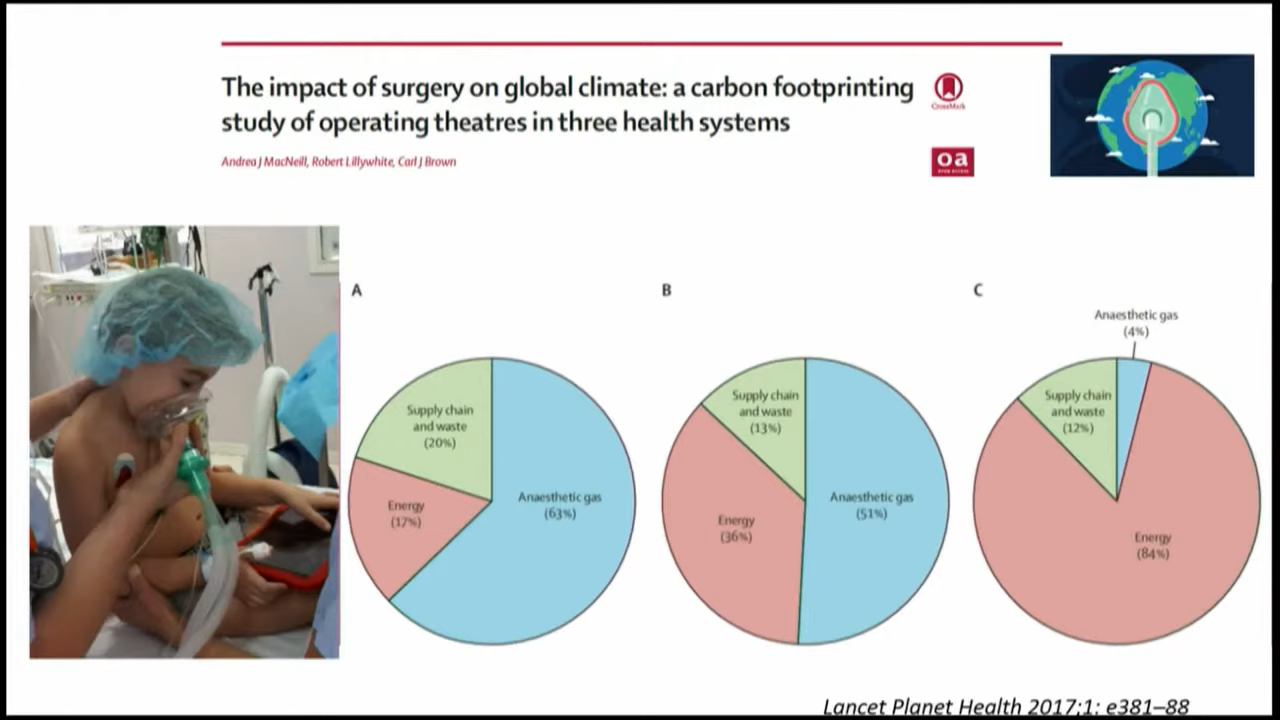 The impact of surgery on global climate: a carbon footprinting
study of operating theatres in three health systems
Andrea J MacNeill, Robert Lillywhite, Carl J Brown
CrossMark
oa
OPEN ACCESS
A
Supply chain
and waste
(20%)
Energy
(17%)
Anaesthetic gas
(63%)
B
Supply chain
and waste
(13%)
Energy
(36%)
Anaesthetic gas
(51%)
C
Anaesthetic gas
(4%)
Supply chain
and waste
(12%)
Energy
(84%)
Lancet Planet Health 2017;1: e381–88